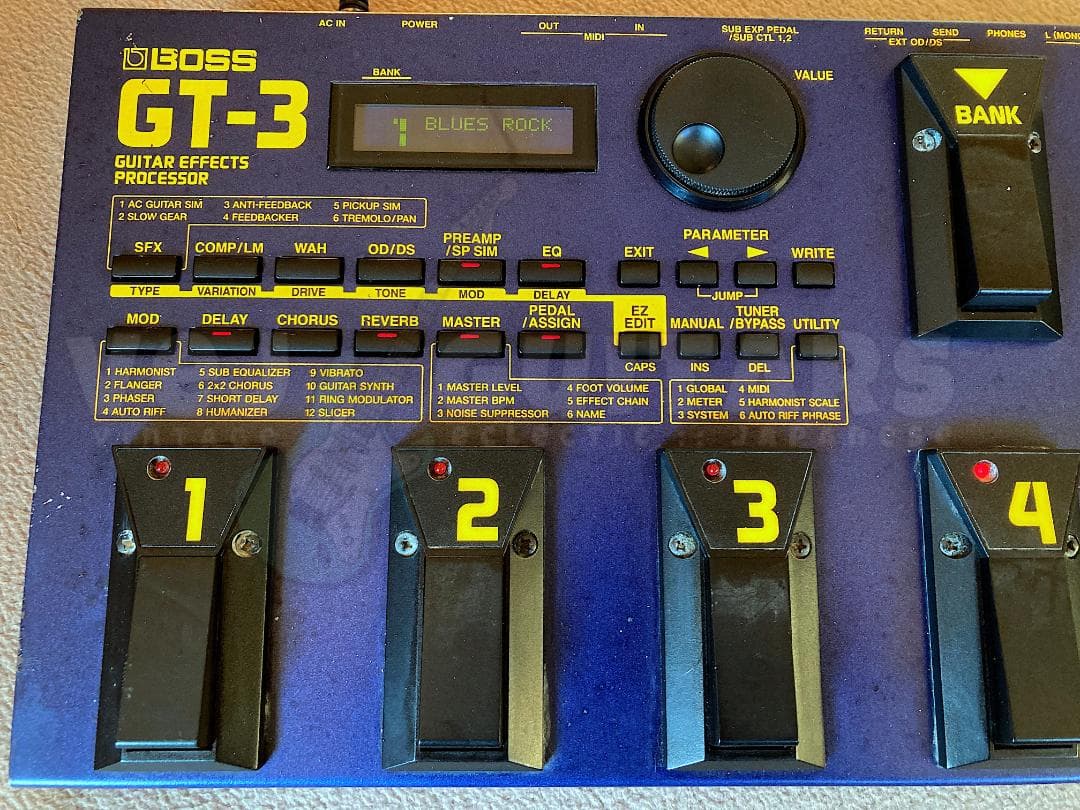 AC IN
POWER
OUT
IN
MIDI
SUB EXP PEDAL
/SUB CTL 1,2
RETURN
SEND
EXT OD/DS
PHONES
L (MONO
BOSS
GT-3
GUITAR EFFECTS
PROCESSOR
BANK
BLUES ROCK
VALUE
BANK
1 AC GUITAR SIM 3 ANTI-FEEDBACK 5 PICKUP SIM
2 SLOW GEAR 4 FEEDBACKER 6 TREMOLO/PAN
SFX
COMP/LM
WAH
OD/DS
PREAMP
/SP SIM
EQ
EXIT
PARAMETER
WRITE
JUMP
TYPE
VARIATION
DRIVE
TONE
MOD
DELAY
MOD
DELAY
CHORUS
REVERB
MASTER
PEDAL
/ASSIGN
EZ
EDIT
MANUAL
TUNER
/BYPASS
UTILITY
CAPS
INS
DEL
1 HARMONIST 5 SUB EQUALIZER 9 VIBRATO
2 FLANGER 6 2x2 CHORUS 10 GUITAR SYNTH
3 PHASER 7 SHORT DELAY 11 RING MODULATOR
4 AUTO RIFF 8 HUMANIZER 12 SLICER
1 MASTER LEVEL 4 FOOT VOLUME
2 MASTER BPM 5 EFFECT CHAIN
3 NOISE SUPPRESSOR 6 NAME
1 GLOBAL 4 MIDI
2 METER 5 HARMONIST SCALE
3 SYSTEM 6 AUTO RIFF PHRASE
1
2
3
4